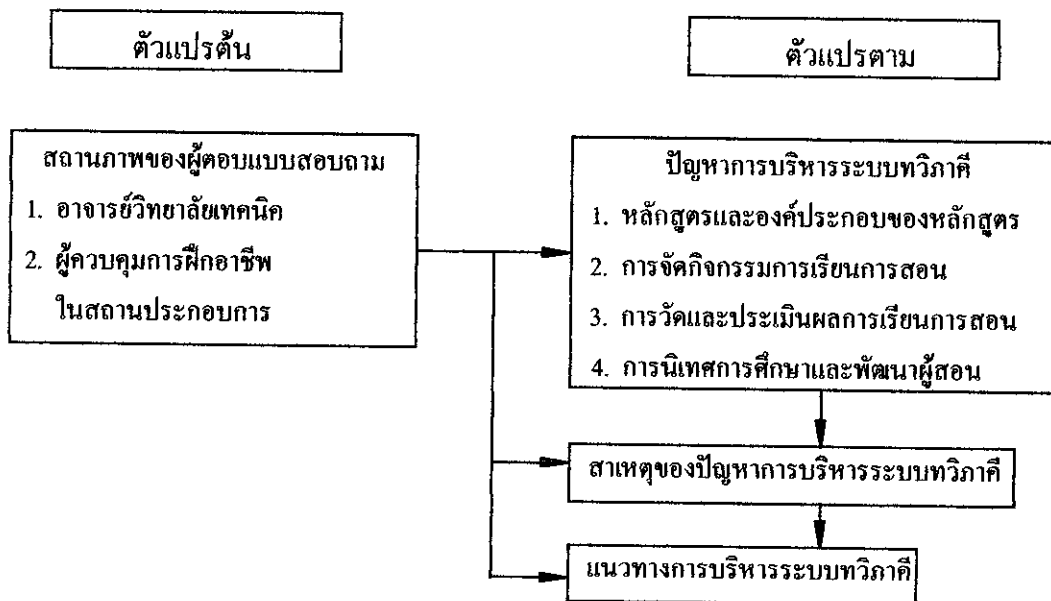 ตัวแปรต้น
ตัวแปรตาม
สถานภาพของผู้ตอบแบบสอบถาม
1. อาจารย์วิทยาลัยเทคนิค
2. ผู้ควบคุมการฝึกอาชีพ
ในสถานประกอบการ
ปัญหาการบริหารระบบทวิภาคี
1. หลักสูตรและองค์ประกอบของหลักสูตร
2. การจัดกิจกรรมการเรียนการสอน
3. การวัดและประเมินผลการเรียนการสอน
4. การนิเทศการศึกษาและพัฒนาผู้สอน
สาเหตุของปัญหาการบริหารระบบทวิภาคี
แนวทางการบริหารระบบทวิภาคี